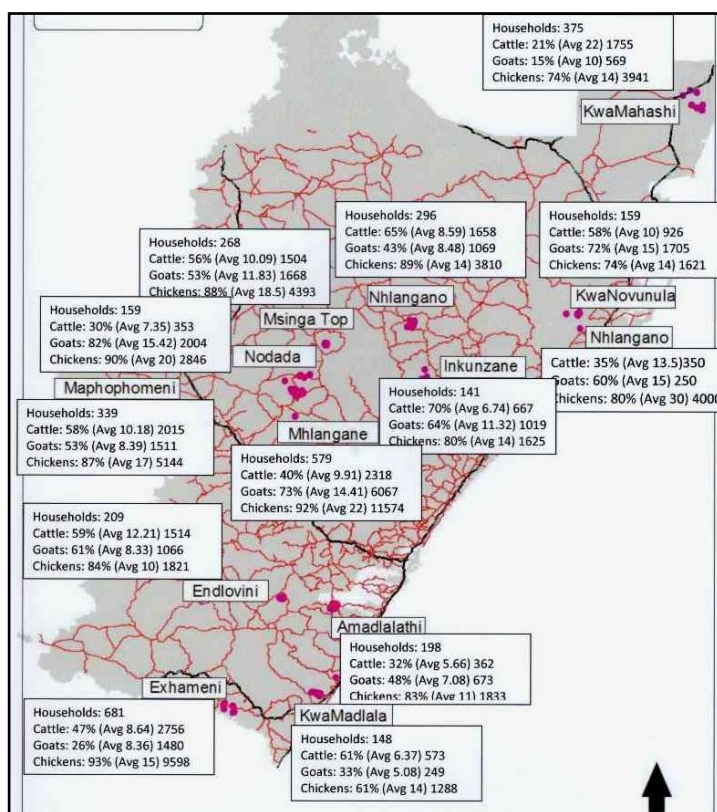 Households: 375
Cattle: 21% (Avg 22) 1755
Goats: 15% (Avg 10) 569
Chickens: 74% (Avg 14) 3941
KwaMahashi
Households: 296
Cattle: 65% (Avg 8.59) 1658
Goats: 43% (Avg 8.48) 1069
Chickens: 89% (Avg 14) 3810
Households: 159
Cattle: 58% (Avg 10) 926
Goats: 72% (Avg 15) 1705
Chickens: 74% (Avg 14) 1621
Households: 268
Cattle: 56% (Avg 10.09) 1504
Goats: 53% (Avg 11.83) 1668
Chickens: 88% (Avg 18.5) 4393
Nhlangano
KwaNovunula
Msinga Top
Nhlangano
Households: 159
Cattle: 30% (Avg 7.35) 353
Goats: 82% (Avg 15.42) 2004
Chickens: 90% (Avg 20) 2846
Nodada
Inkunzane
Cattle: 35% (Avg 13.5)350
Goats: 60% (Avg 15) 250
Chickens: 80% (Avg 30) 4000
Maphophomeni
Households: 141
Cattle: 70% (Avg 6.74) 667
Goats: 64% (Avg 11.32) 1019
Chickens: 80% (Avg 14) 1625
Households: 339
Cattle: 58% (Avg 10.18) 2015
Goats: 53% (Avg 8.39) 1511
Chickens: 87% (Avg 17) 5144
Mhlangane
Households: 579
Cattle: 40% (Avg 9.91) 2318
Goats: 73% (Avg 14.41) 6067
Chickens: 92% (Avg 22) 11574
Households: 209
Cattle: 59% (Avg 12.21) 1514
Goats: 61% (Avg 8.33) 1066
Chickens: 84% (Avg 10) 1821
Endlovini
Amadlalathi
Households: 198
Cattle: 32% (Avg 5.66) 362
Goats: 48% (Avg 7.08) 673
Chickens: 83% (Avg 11) 1833
Exhameni
Households: 681
Cattle: 47% (Avg 8.64) 2756
Goats: 26% (Avg 8.36) 1480
Chickens: 93% (Avg 15) 9598
KwaMadlala
Households: 148
Cattle: 61% (Avg 6.37) 573
Goats: 33% (Avg 5.08) 249
Chickens: 61% (Avg 14) 1288